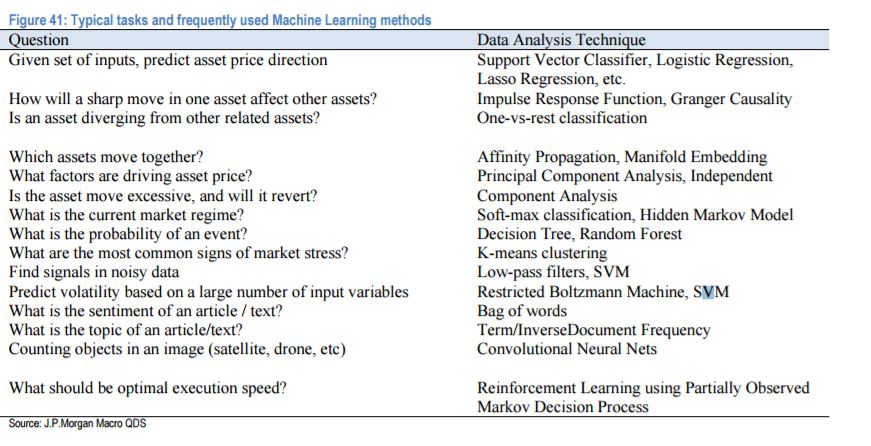 Figure 41: Typical tasks and frequently used Machine Learning methods
Question Data Analysis Technique
Given set of inputs, predict asset price direction Support Vector Classifier, Logistic Regression,
Lasso Regression, etc.
How will a sharp move in one asset affect other assets? Impulse Response Function, Granger Causality
Is an asset diverging from other related assets? One-vs-rest classification
Which assets move together? Affinity Propagation, Manifold Embedding
What factors are driving asset price? Principal Component Analysis, Independent
Is the asset move excessive, and will it revert? Component Analysis
What is the current market regime? Soft-max classification, Hidden Markov Model
What is the probability of an event? Decision Tree, Random Forest
What are the most common signs of market stress? K-means clustering
Find signals in noisy data Low-pass filters, SVM
Predict volatility based on a large number of input variables Restricted Boltzmann Machine, SVM
What is the sentiment of an article / text? Bag of words
What is the topic of an article/text? Term/InverseDocument Frequency
Counting objects in an image (satellite, drone, etc) Convolutional Neural Nets
What should be optimal execution speed? Reinforcement Learning using Partially Observed
Markov Decision Process
Source: J.P.Morgan Macro QDS